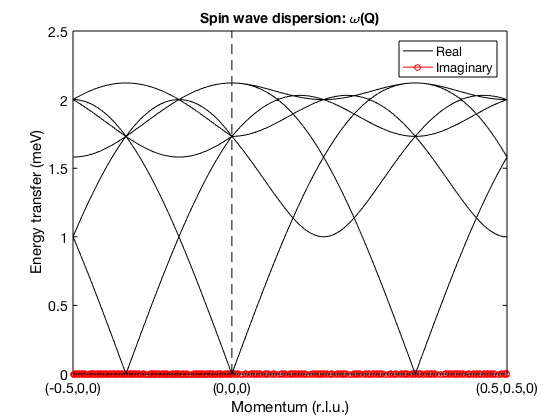 Spin wave dispersion: ω(Q)
2.5
2
1.5
1
0.5
0
Energy transfer (meV)
Real
Imaginary
(-0.5,0,0)
(0,0,0)
(0.5,0.5,0)
Momentum (r.l.u.)